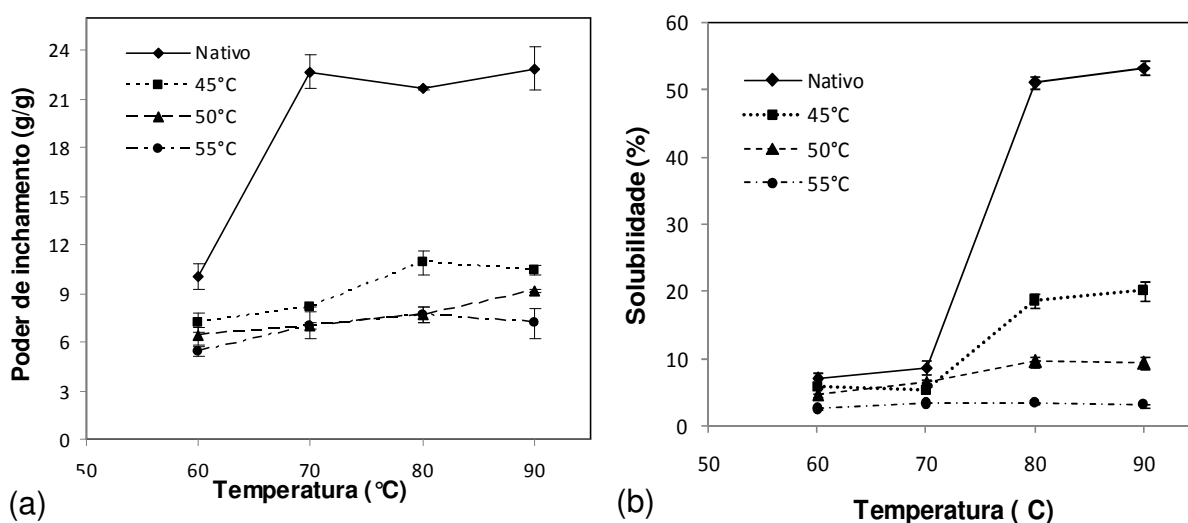 Poder de inchamento (g/g)
24
21
18
15
12
9
6
3
0
Nativo
45°C
50°C
55°C
50
60
70
80
90
Temperatura (°C)
(a)
Solubilidade (%)
60
50
40
30
20
10
0
Nativo
45°C
50°C
55°C
50
60
70
80
90
Temperatura ( C)
(b)